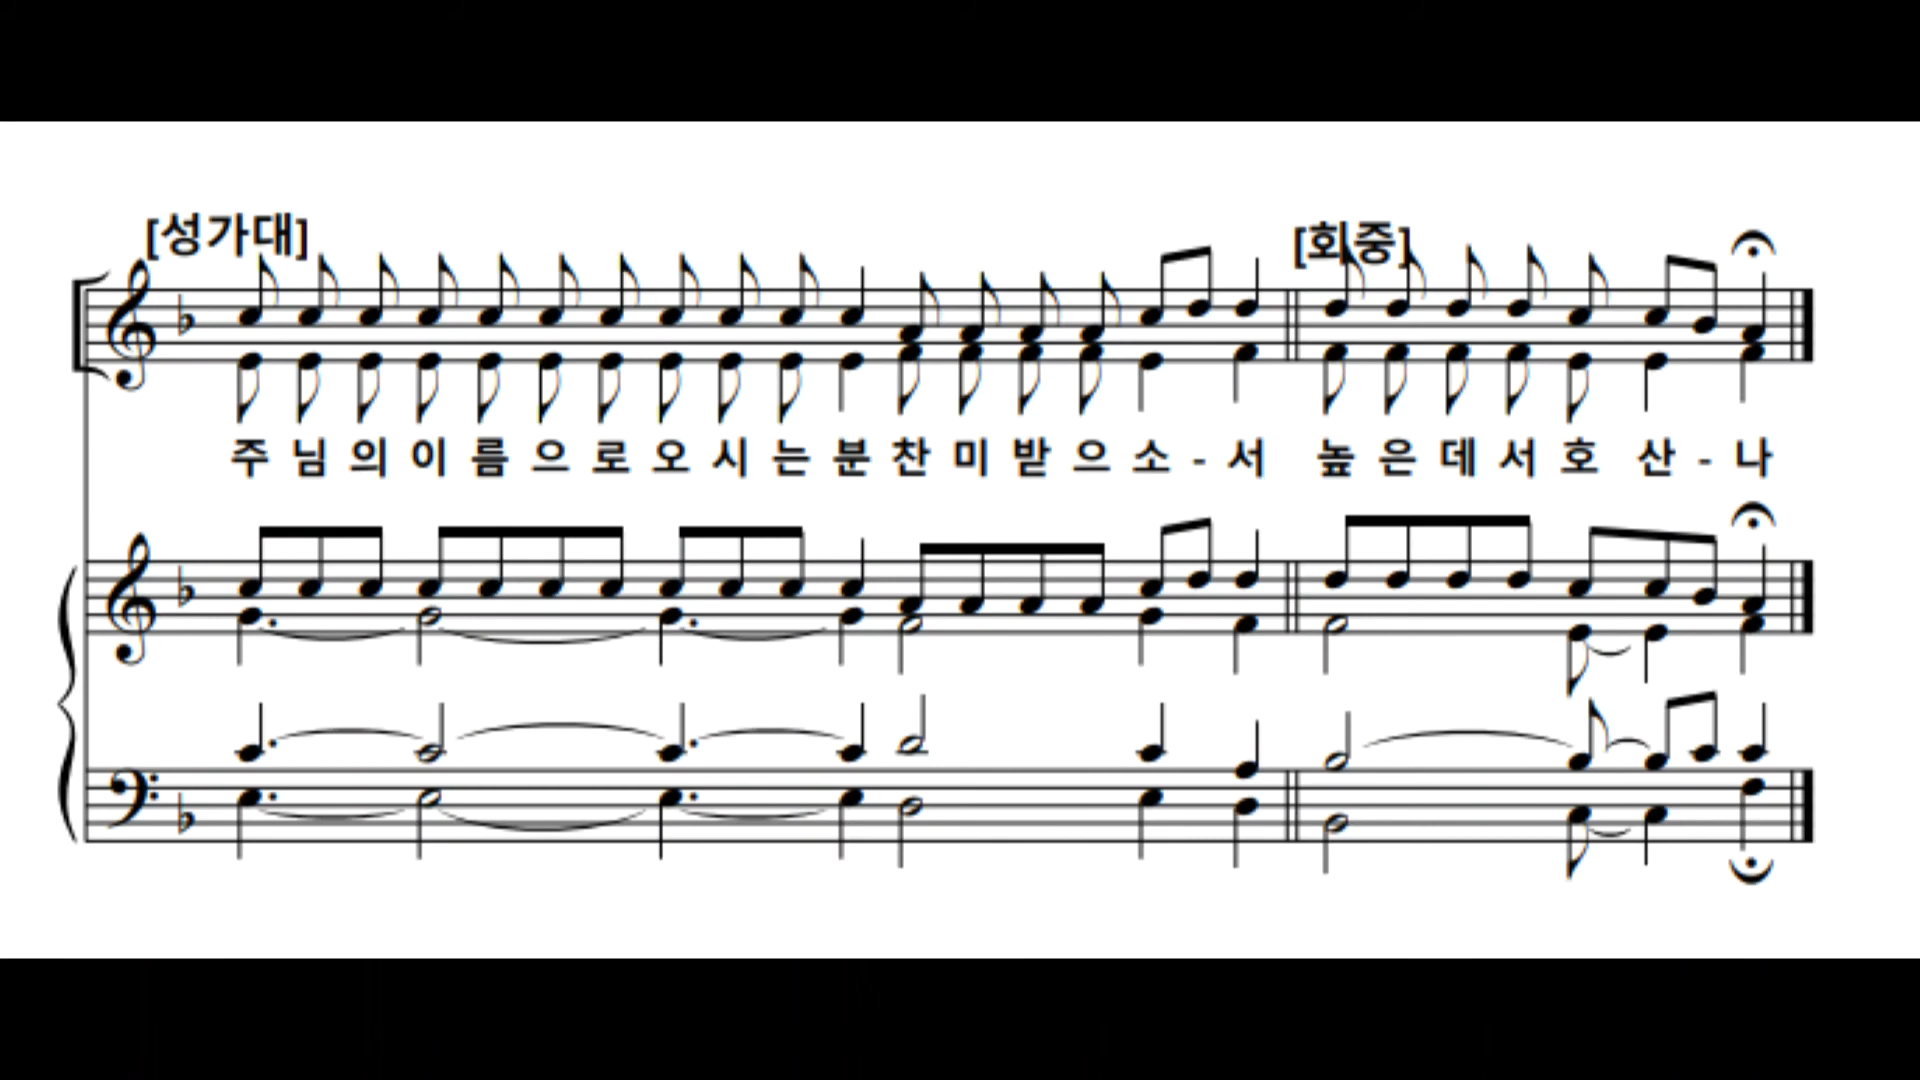 [성가대] [회중]
주 님 의 이 름 으 로 오 시 는 분 찬 미 받 으 소 - 서 높 은 데 서 호 산 - 나